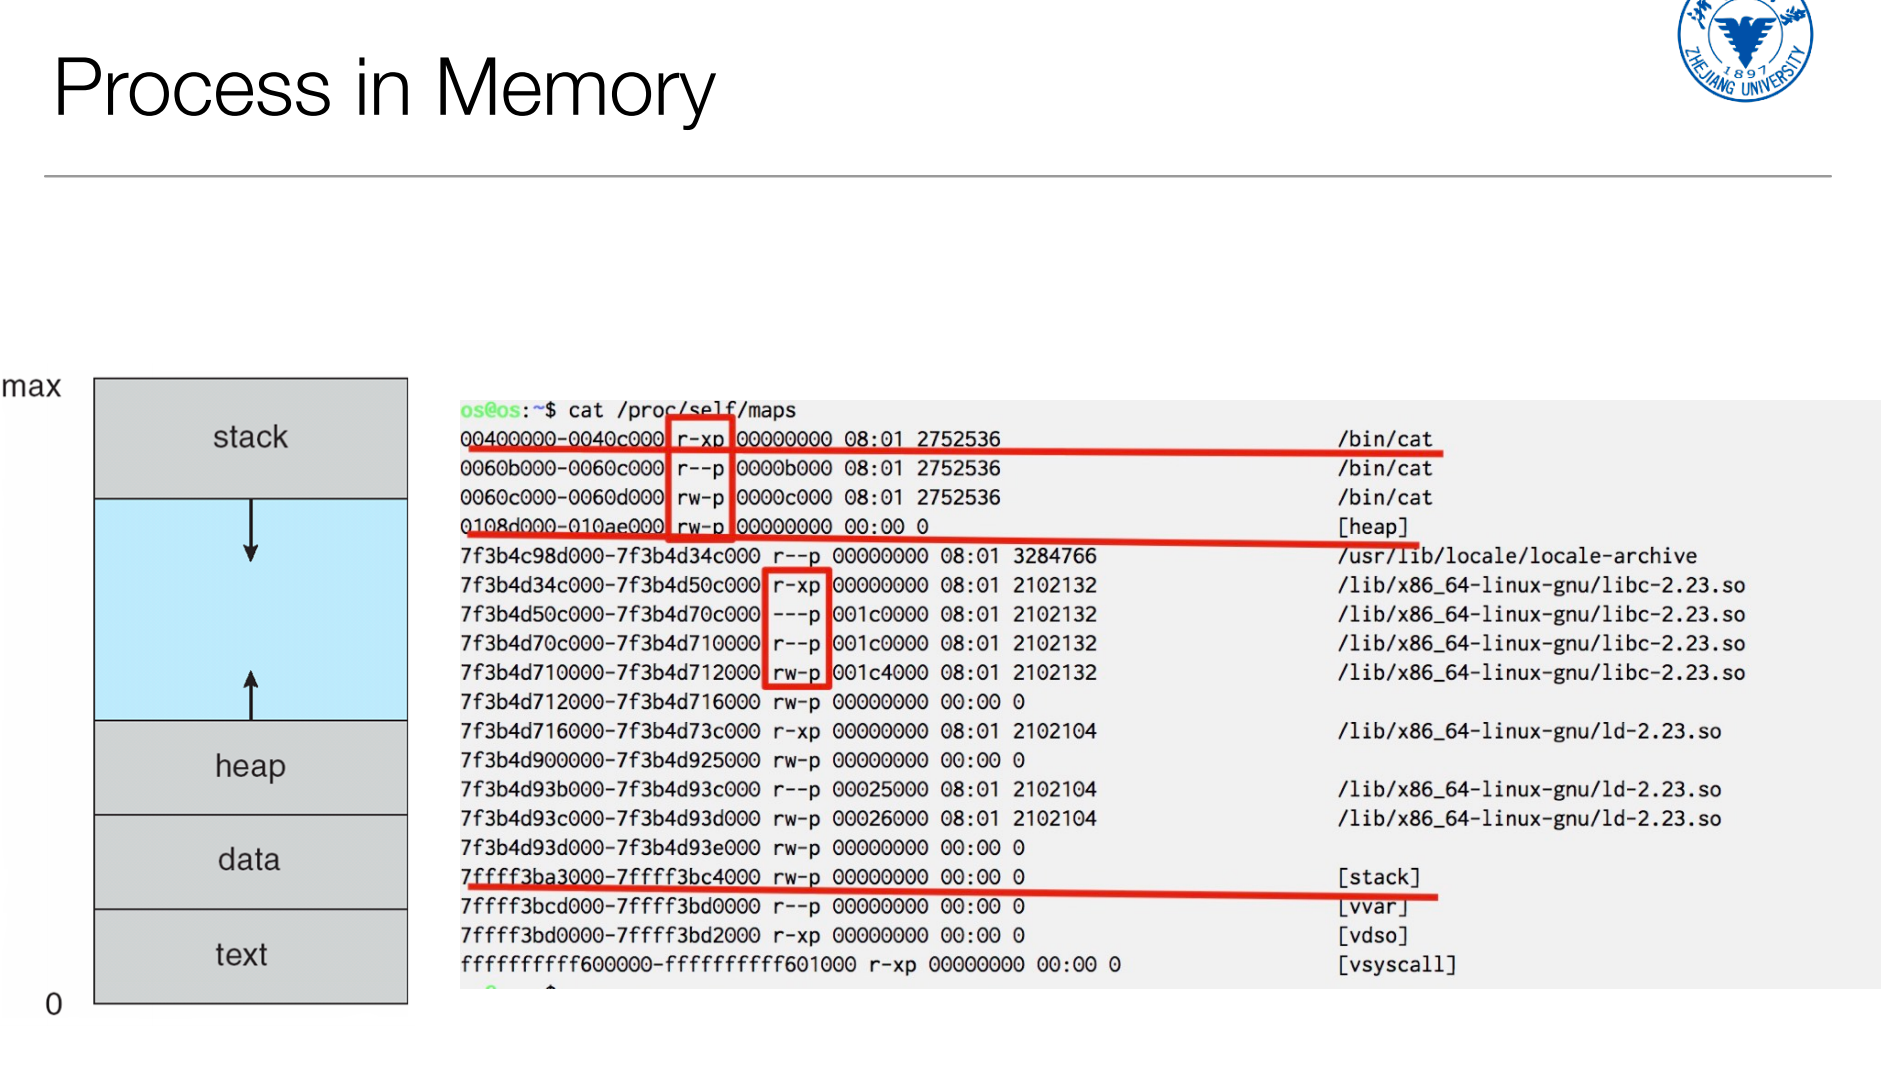 Process in Memory
ZHEJIANG UNIVERSITY
1897
max
stack
heap
data
text
0
os@os:~$ cat /proc/self/maps
00400000-0040c000 r-xp 00000000 08:01 2752536 /bin/cat
0060b000-0060c000 r--p 0000b000 08:01 2752536 /bin/cat
0060c000-0060d000 rw-p 0000c000 08:01 2752536 /bin/cat
0108d000-010ae000 rw-p 00000000 00:00 0 [heap]
7f3b4c98d000-7f3b4d34c000 r--p 00000000 08:01 3284766 /usr/lib/locale/locale-archive
7f3b4d34c000-7f3b4d50c000 r-xp 00000000 08:01 2102132 /lib/x86_64-linux-gnu/libc-2.23.so
7f3b4d50c000-7f3b4d70c000 ---p 001c0000 08:01 2102132 /lib/x86_64-linux-gnu/libc-2.23.so
7f3b4d70c000-7f3b4d710000 r--p 001c0000 08:01 2102132 /lib/x86_64-linux-gnu/libc-2.23.so
7f3b4d710000-7f3b4d712000 rw-p 001c4000 08:01 2102132 /lib/x86_64-linux-gnu/libc-2.23.so
7f3b4d712000-7f3b4d716000 rw-p 00000000 00:00 0
7f3b4d716000-7f3b4d73c000 r-xp 00000000 08:01 2102104 /lib/x86_64-linux-gnu/ld-2.23.so
7f3b4d900000-7f3b4d925000 rw-p 00000000 00:00 0
7f3b4d93b000-7f3b4d93c000 r--p 00025000 08:01 2102104 /lib/x86_64-linux-gnu/ld-2.23.so
7f3b4d93c000-7f3b4d93d000 rw-p 00026000 08:01 2102104 /lib/x86_64-linux-gnu/ld-2.23.so
7f3b4d93d000-7f3b4d93e000 rw-p 00000000 00:00 0
7ffff3ba3000-7ffff3bc4000 rw-p 00000000 00:00 0 [stack]
7ffff3bcd000-7ffff3bd0000 r--p 00000000 00:00 0 [vvar]
7ffff3bd0000-7ffff3bd2000 r-xp 00000000 00:00 0 [vdso]
ffffffffff600000-ffffffffff601000 r-xp 00000000 00:00 0 [vsyscall]